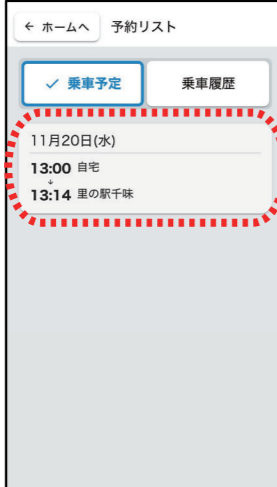 ← ホームへ 予約リスト
✓ 乗車予定 乗車履歴
11月20日(水)
13:00 自宅
↓
13:14 里の駅千味